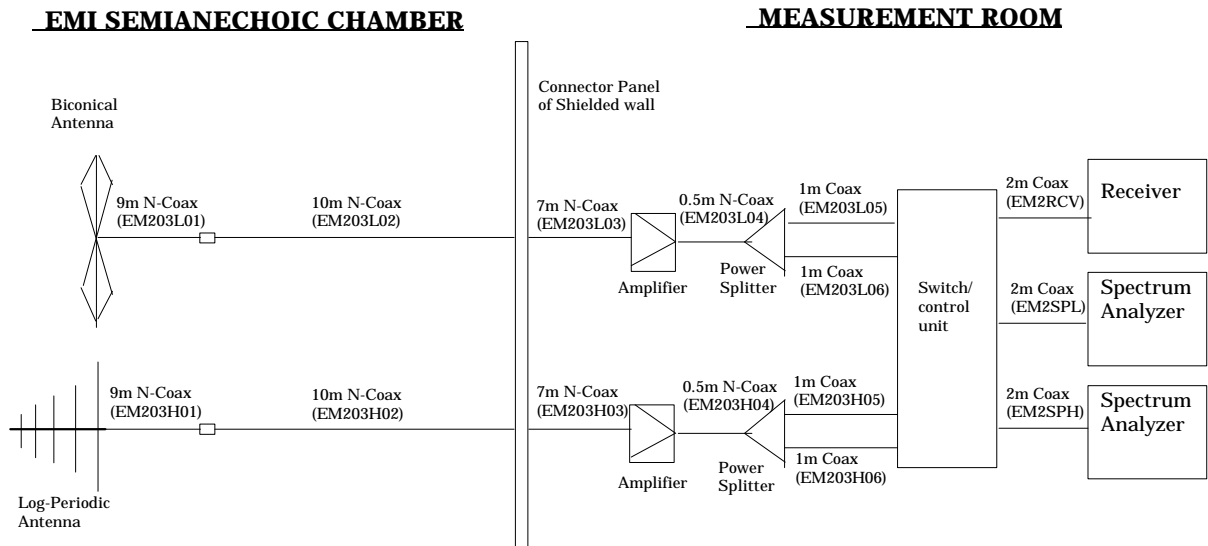 EMI SEMIANECHOIC CHAMBER
MEASUREMENT ROOM
Connector Panel
of Shielded wall
Biconical
Antenna
9m N-Coax
(EM203L01)
10m N-Coax
(EM203L02)
7m N-Coax
(EM203L03)
0.5m N-Coax
(EM203L04)
1m Coax
(EM203L05)
2m Coax
(EM2RCV)
Receiver
Amplifier
Power
Splitter
1m Coax
(EM203L06)
Switch/
control
unit
2m Coax
(EM2SPL)
Spectrum
Analyzer
9m N-Coax
(EM203H01)
10m N-Coax
(EM203H02)
7m N-Coax
(EM203H03)
0.5m N-Coax
(EM203H04)
1m Coax
(EM203H05)
2m Coax
(EM2SPH)
Spectrum
Analyzer
Amplifier
Power
Splitter
1m Coax
(EM203H06)
Log-Periodic
Antenna